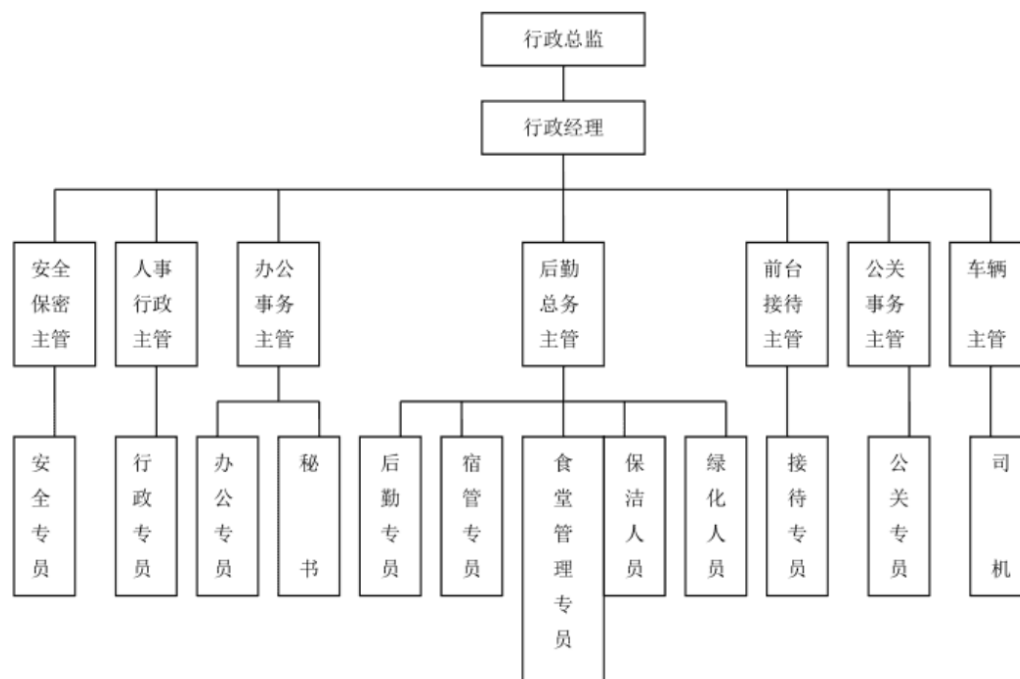 行政总监
行政经理
安全
保密
主管
人事
行政
主管
办公
事务
主管
后勤
总务
主管
前台
接待
主管
公关
事务
主管
车辆
主管
安
全
专
员
行
政
专
员
办
公
专
员
秘
书
后
勤
专
员
宿
管
专
员
食
堂
管
理
专
员
保
洁
人
员
绿
化
人
员
接
待
专
员
公
关
专
员
司
机